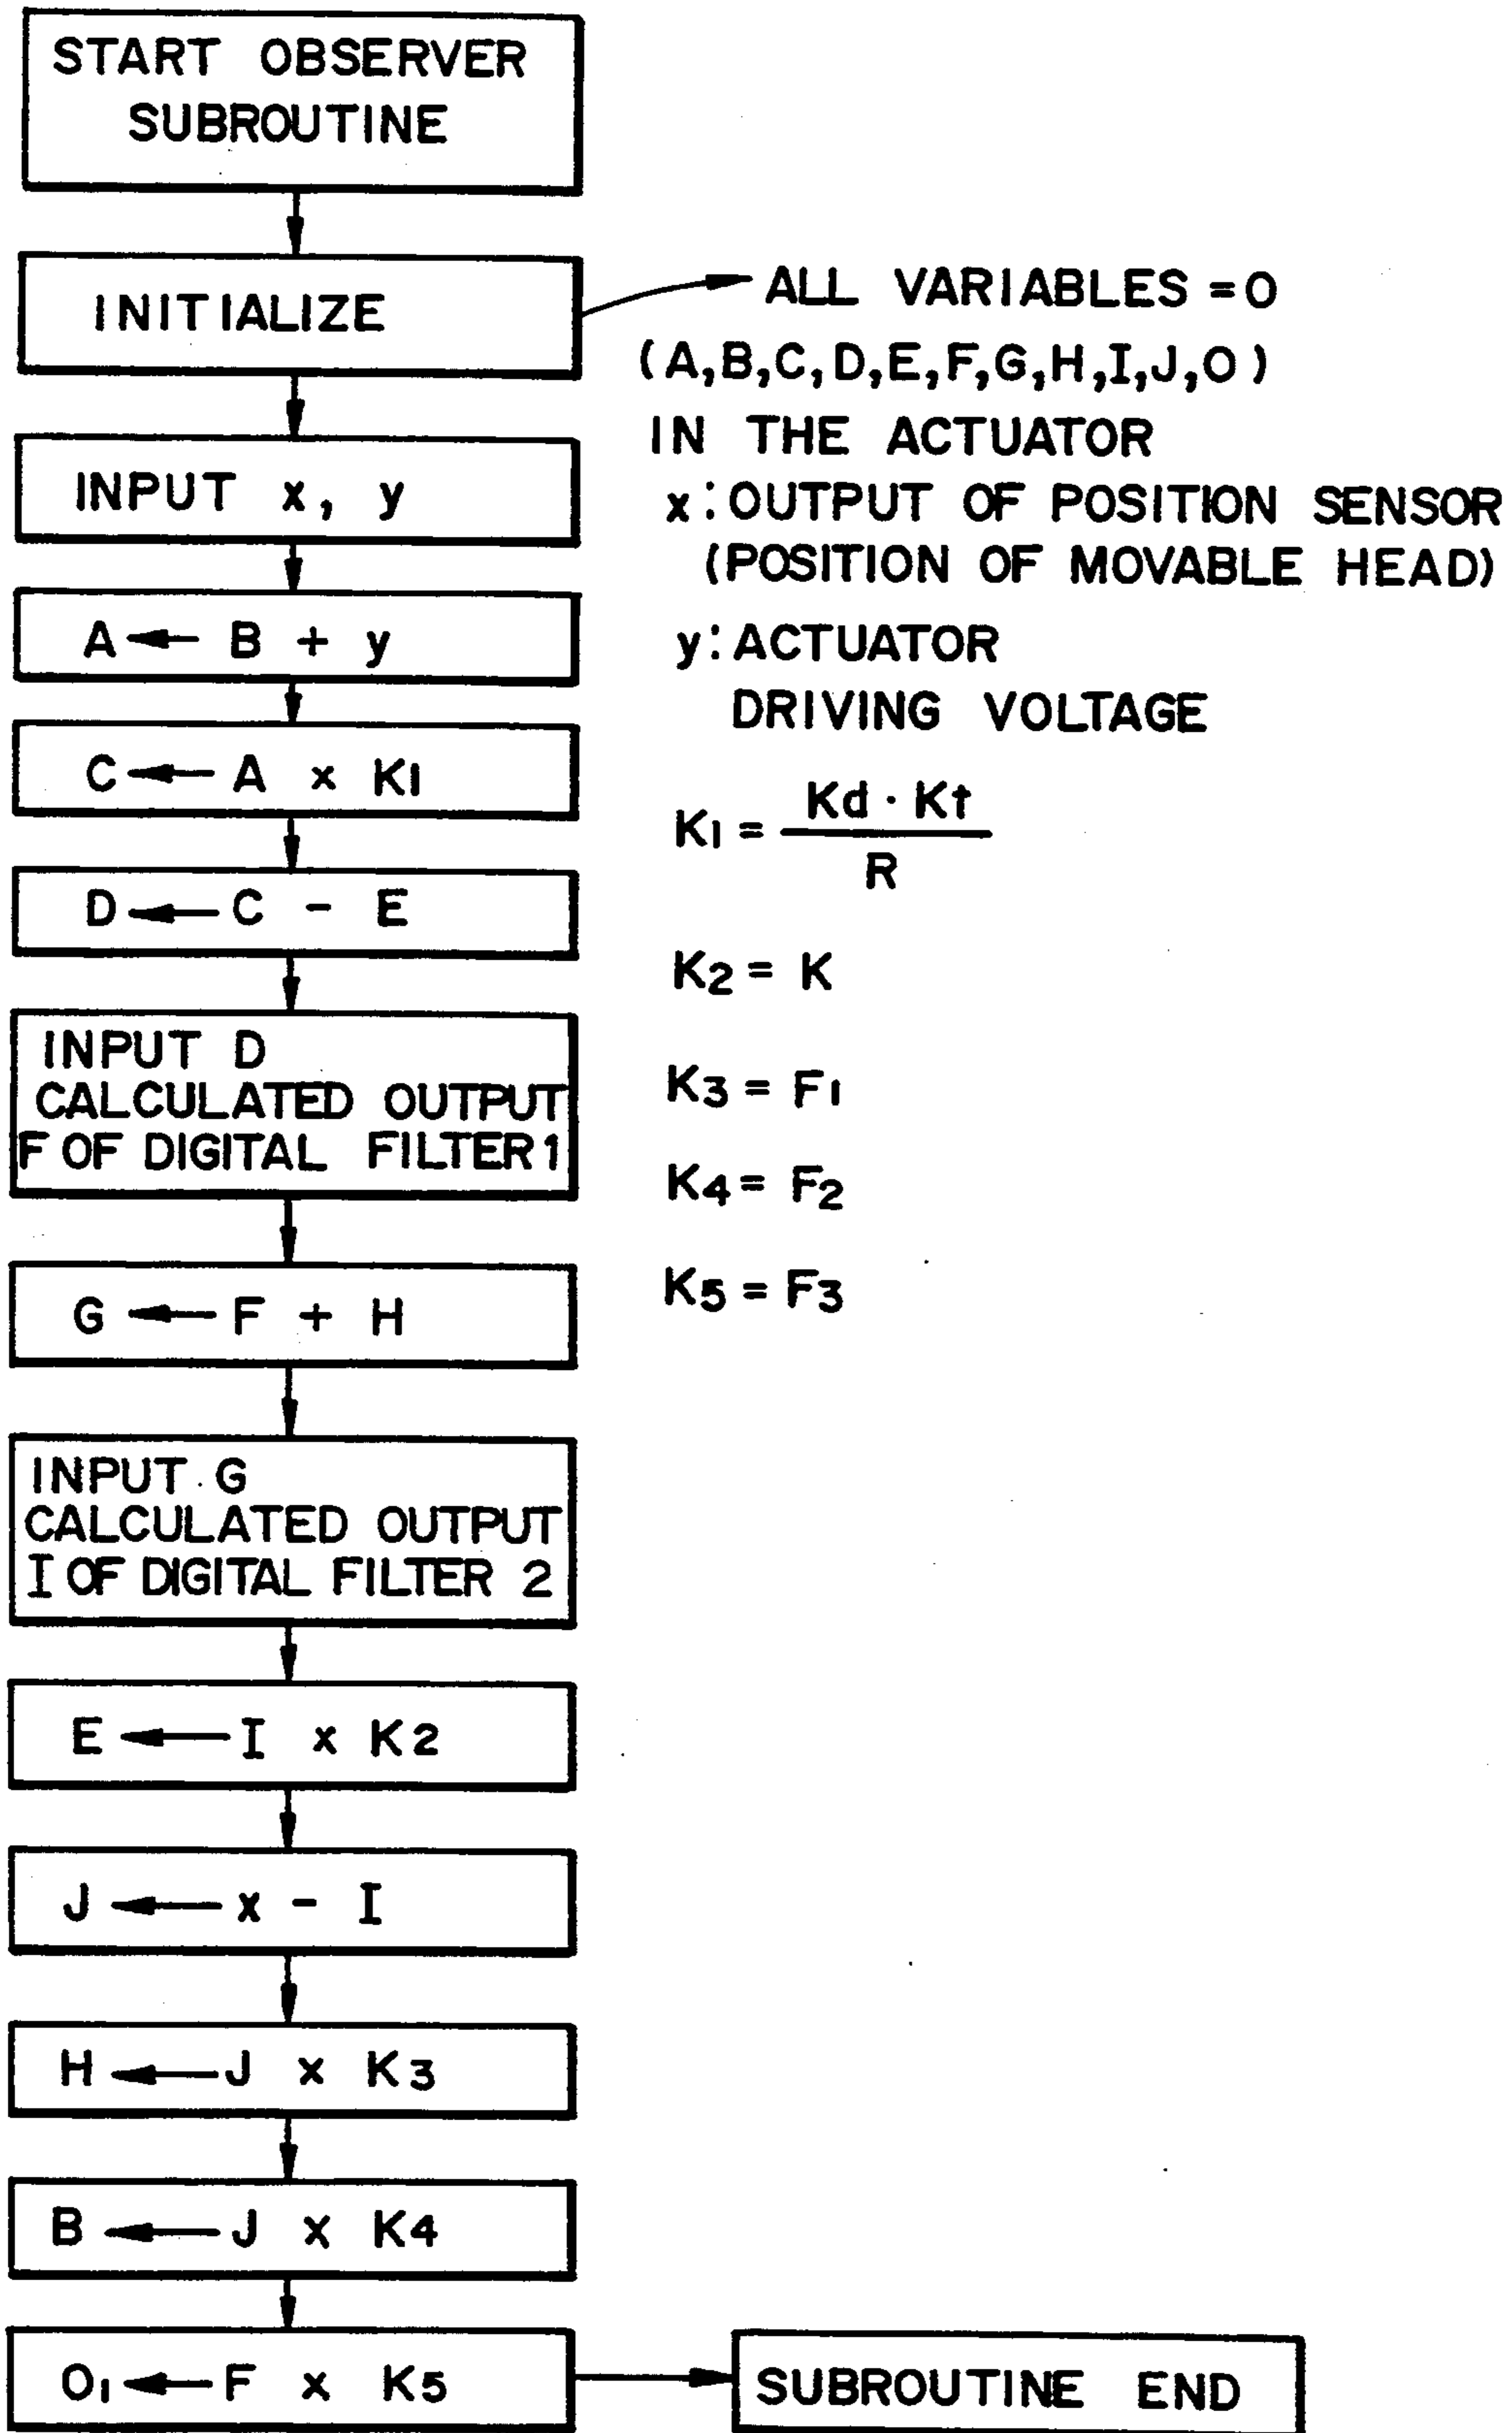 START OBSERVER
SUBROUTINE
INITIALIZE
ALL VARIABLES = 0
(A,B,C,D,E,F,G,H,I,J,O)
IN THE ACTUATOR
INPUT x, y
x: OUTPUT OF POSITION SENSOR
(POSITION OF MOVABLE HEAD)
A ← B + y
y: ACTUATOR
DRIVING VOLTAGE
C ← A x K1
K1 = Kd · Kt
R
D ← C - E
K2 = K
INPUT D
CALCULATED OUTPUT
F OF DIGITAL FILTER 1
K3 = F1
K4 = F2
K5 = F3
G ← F + H
INPUT G
CALCULATED OUTPUT
I OF DIGITAL FILTER 2
E ← I x K2
J ← x - I
H ← J x K3
B ← J x K4
O1 ← F x K5
SUBROUTINE END